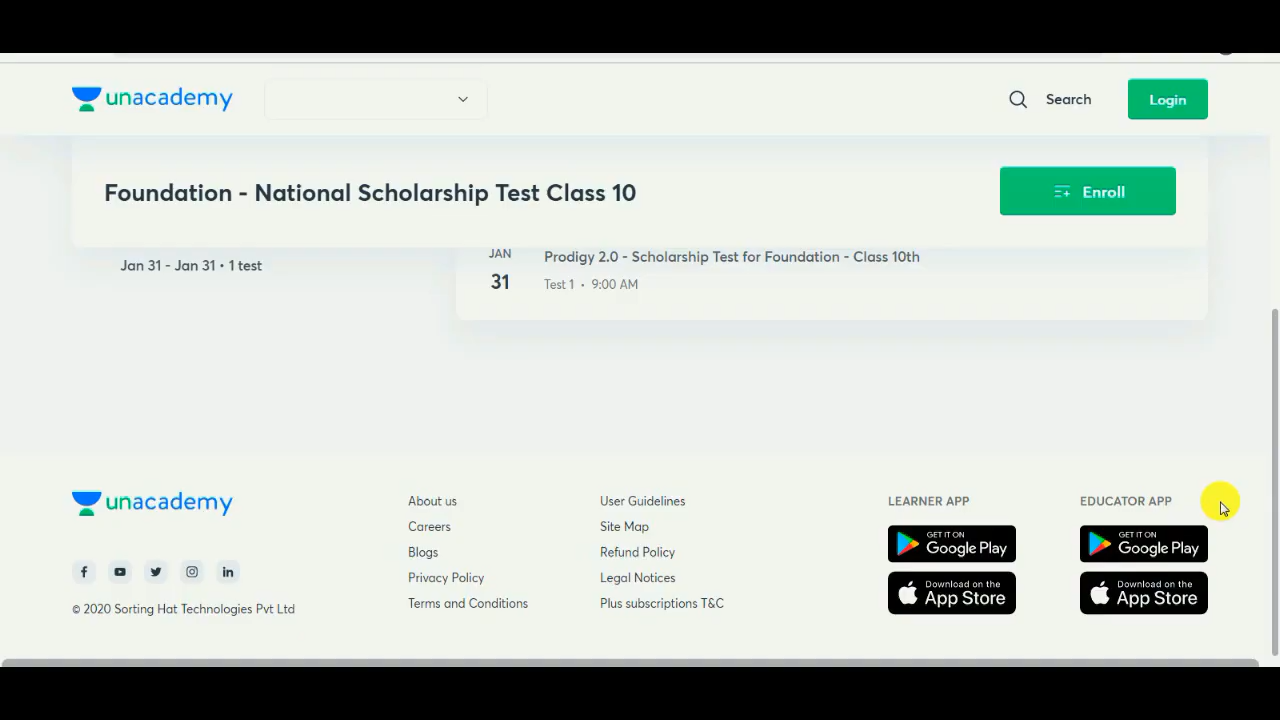 unacademy
Search
Login
Foundation - National Scholarship Test Class 10
Enroll
Jan 31 - Jan 31 • 1 test
JAN
31
Prodigy 2.0 - Scholarship Test for Foundation - Class 10th
Test 1 • 9:00 AM
unacademy
© 2020 Sorting Hat Technologies Pvt Ltd
About us
Careers
Blogs
Privacy Policy
Terms and Conditions
User Guidelines
Site Map
Refund Policy
Legal Notices
Plus subscriptions T&C
LEARNER APP
GET IT ON
Google Play
Download on the
App Store
EDUCATOR APP
GET IT ON
Google Play
Download on the
App Store